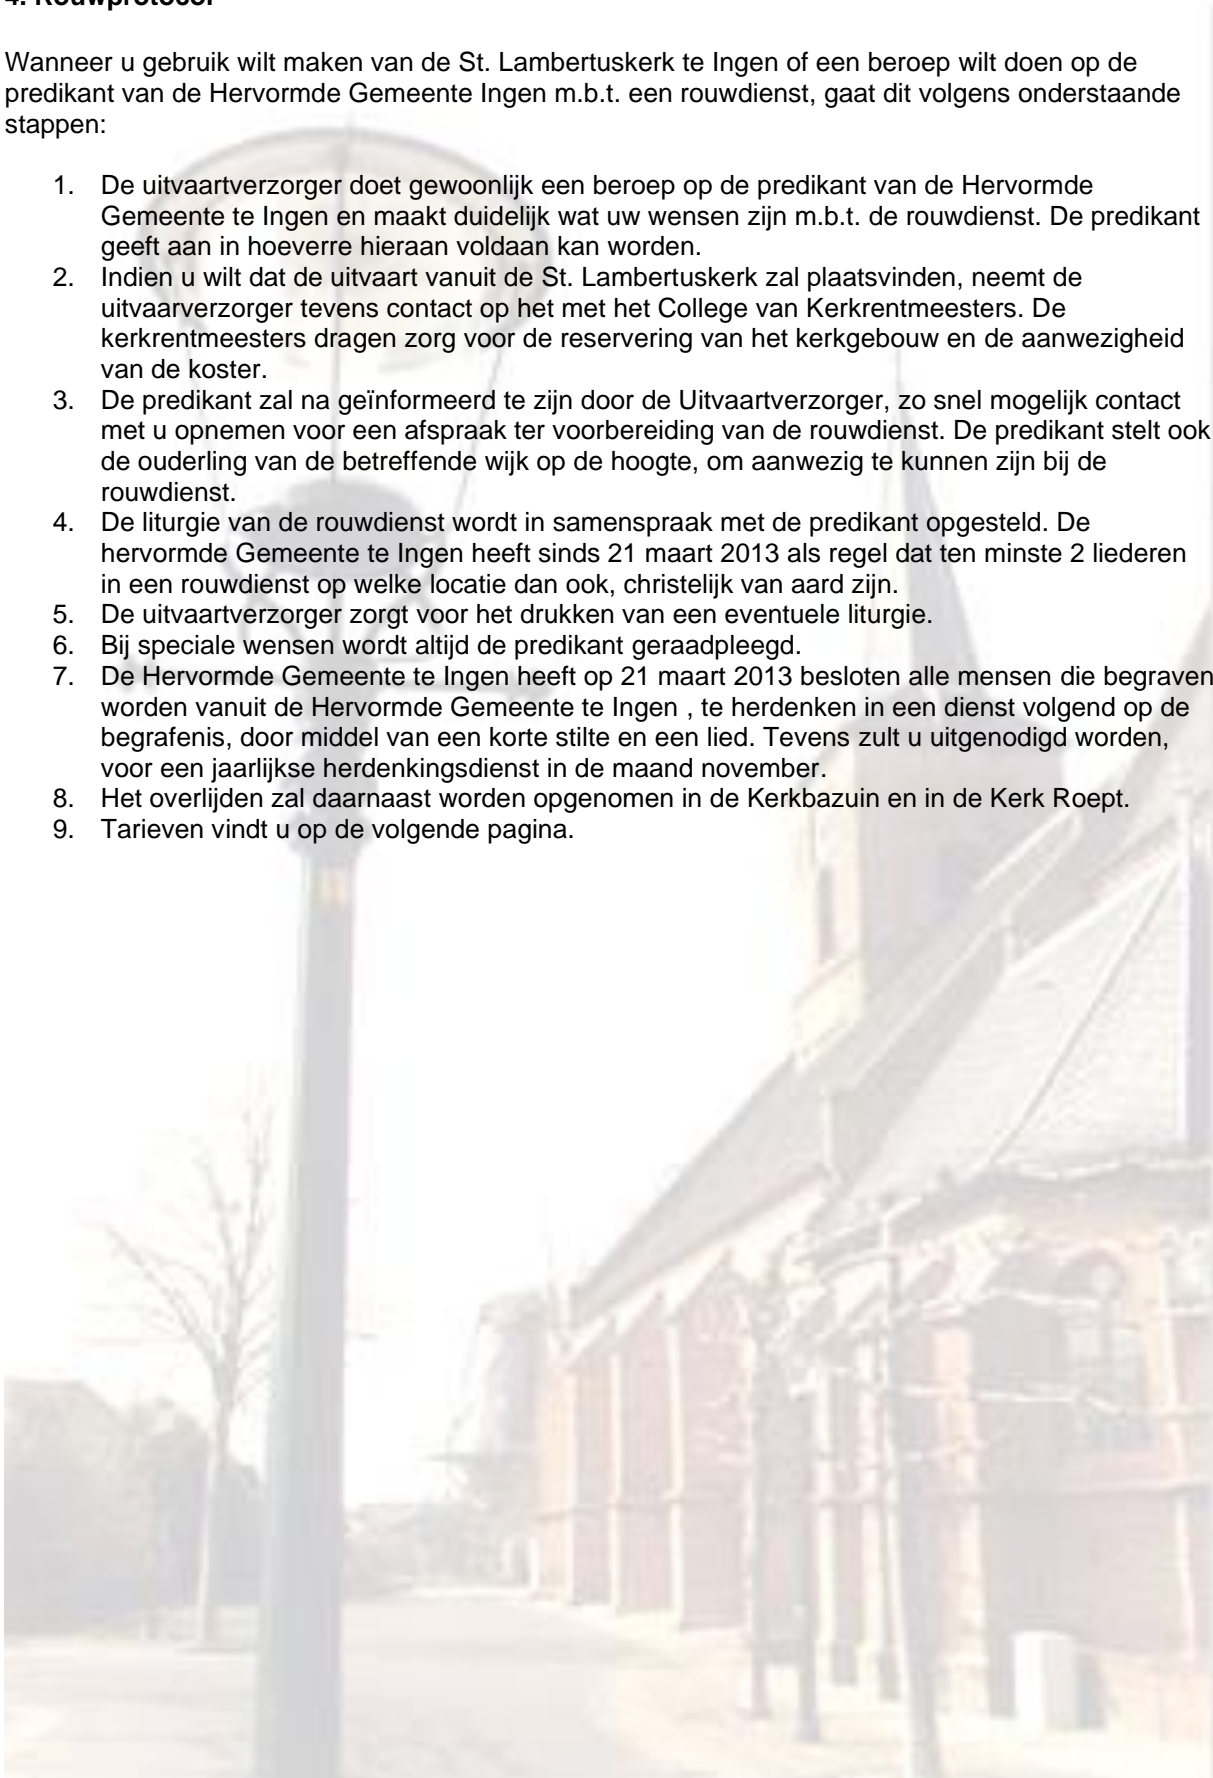 4. Rouwprotocol
Wanneer u gebruik wilt maken van de St. Lambertuskerk te Ingen of een beroep wilt doen op de
predikant van de Hervormde Gemeente Ingen m.b.t. een rouwdienst, gaat dit volgens onderstaande
stappen:
1. De uitvaartverzorger doet gewoonlijk een beroep op de predikant van de Hervormde
Gemeente te Ingen en maakt duidelijk wat uw wensen zijn m.b.t. de rouwdienst. De predikant
geeft aan in hoeverre hieraan voldaan kan worden.
2. Indien u wilt dat de uitvaart vanuit de St. Lambertuskerk zal plaatsvinden, neemt de
uitvaarverzorger tevens contact op het met het College van Kerkrentmeesters. De
kerkrentmeesters dragen zorg voor de reservering van het kerkgebouw en de aanwezigheid
van de koster.
3. De predikant zal na geïnformeerd te zijn door de Uitvaartverzorger, zo snel mogelijk contact
met u opnemen voor een afspraak ter voorbereiding van de rouwdienst. De predikant stelt ook
de ouderling van de betreffende wijk op de hoogte, om aanwezig te kunnen zijn bij de
rouwdienst.
4. De liturgie van de rouwdienst wordt in samenspraak met de predikant opgesteld. De
hervormde Gemeente te Ingen heeft sinds 21 maart 2013 als regel dat ten minste 2 liederen
in een rouwdienst op welke locatie dan ook, christelijk van aard zijn.
5. De uitvaartverzorger zorgt voor het drukken van een eventuele liturgie.
6. Bij speciale wensen wordt altijd de predikant geraadpleegd.
7. De Hervormde Gemeente te Ingen heeft op 21 maart 2013 besloten alle mensen die begraven
worden vanuit de Hervormde Gemeente te Ingen , te herdenken in een dienst volgend op de
begrafenis, door middel van een korte stilte en een lied. Tevens zult u uitgenodigd worden,
voor een jaarlijkse herdenkingsdienst in de maand november.
8. Het overlijden zal daarnaast worden opgenomen in de Kerkbazuin en in de Kerk Roept.
9. Tarieven vindt u op de volgende pagina.